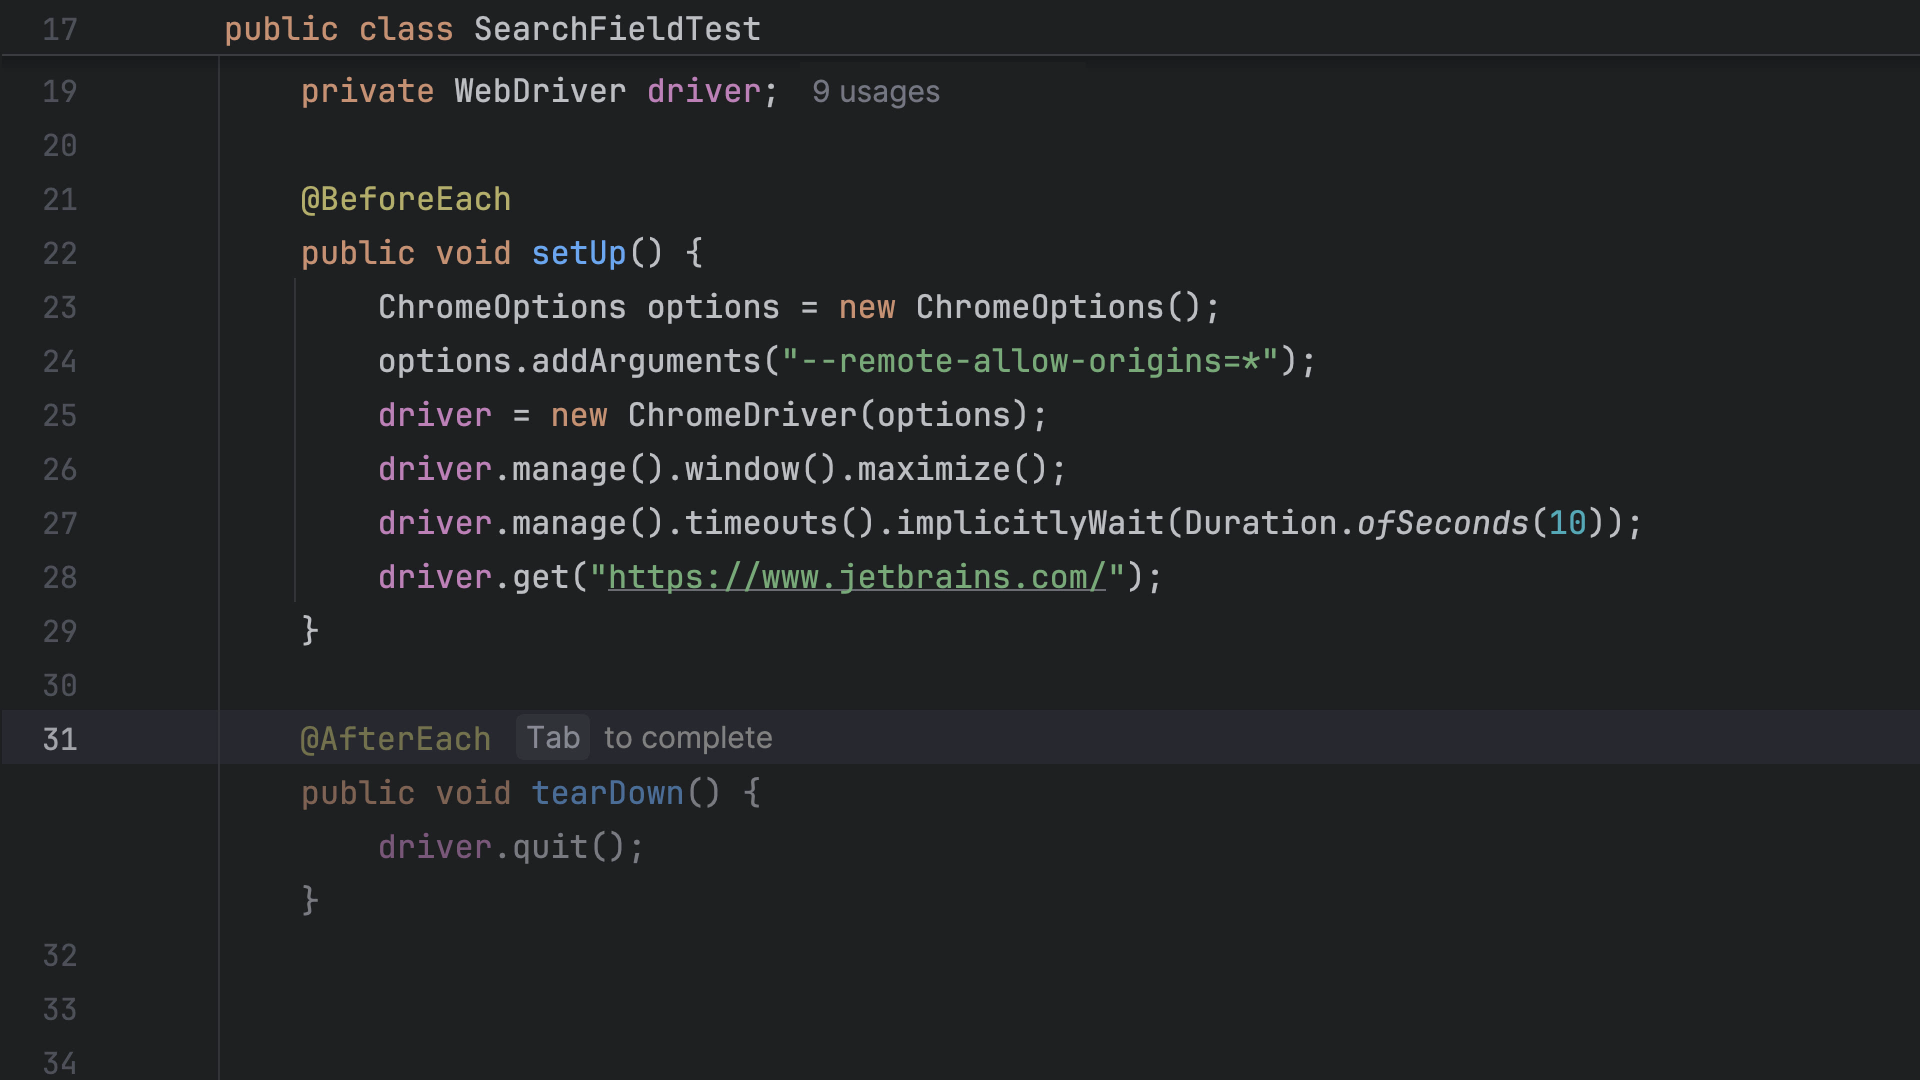 17 public class SearchFieldTest
19 private WebDriver driver; 9 usages
20
21 @BeforeEach
22 public void setUp() {
23 ChromeOptions options = new ChromeOptions();
24 options.addArguments("--remote-allow-origins=*");
25 driver = new ChromeDriver(options);
26 driver.manage().window().maximize();
27 driver.manage().timeouts().implicitlyWait(Duration.ofSeconds(10));
28 driver.get("https://www.jetbrains.com/");
29 }
30
31 @AfterEach Tab to complete
public void tearDown() {
driver.quit();
}
32
33
34